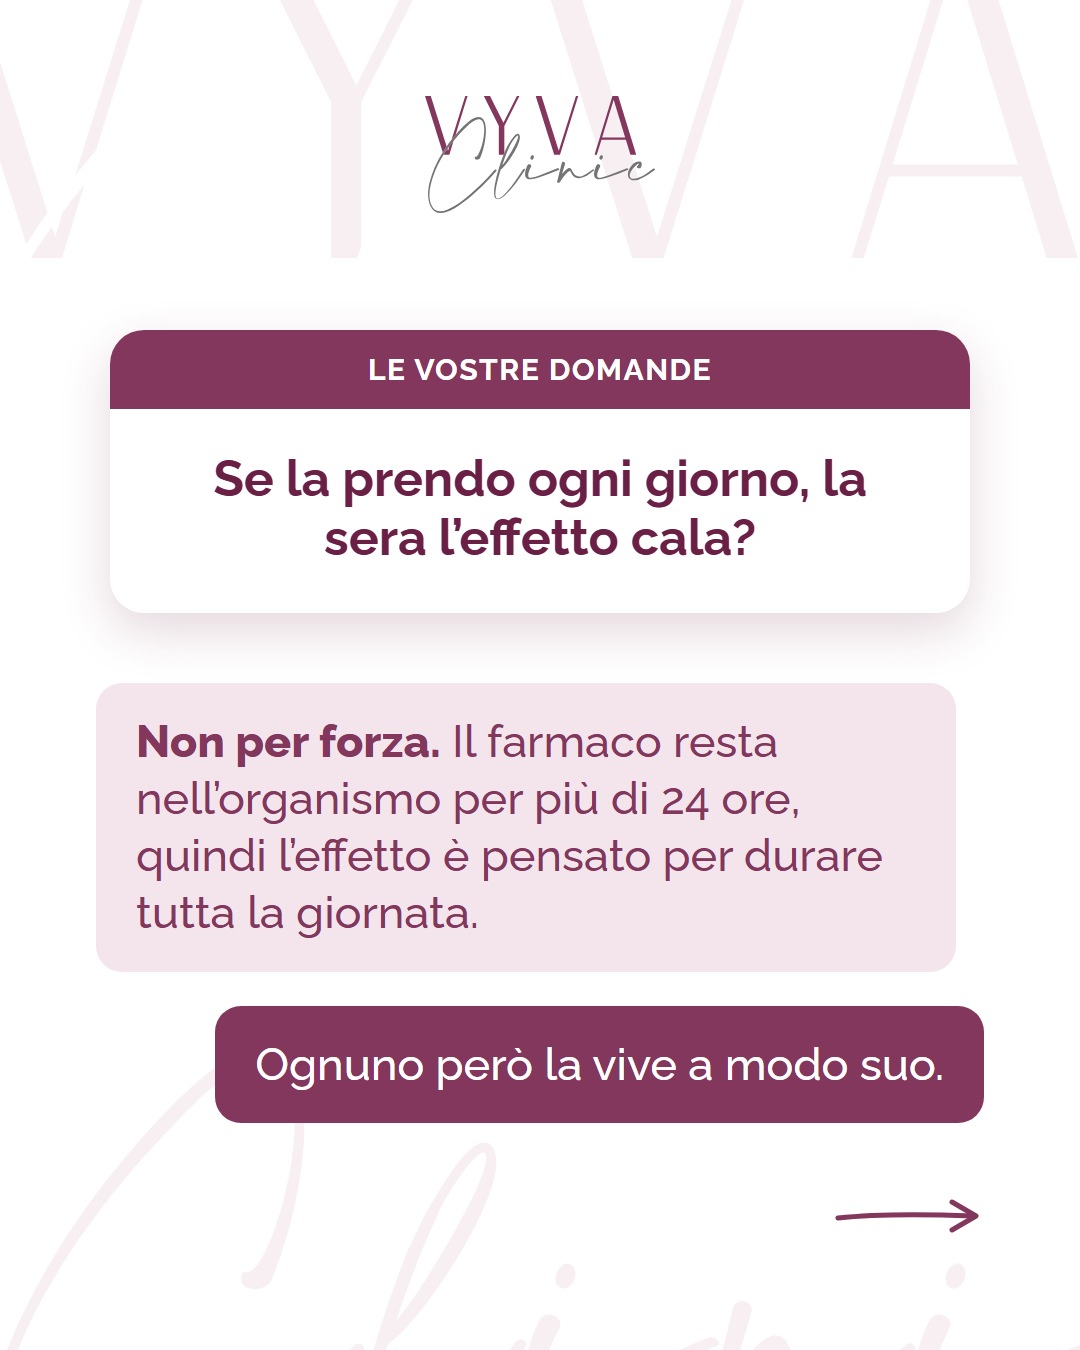 VYVA
Clinic
LE VOSTRE DOMANDE
Se la prendo ogni giorno, la
sera l’effetto cala?
Non per forza. Il farmaco resta
nell’organismo per più di 24 ore,
quindi l’effetto è pensato per durare
tutta la giornata.
Ognuno però la vive a modo suo.